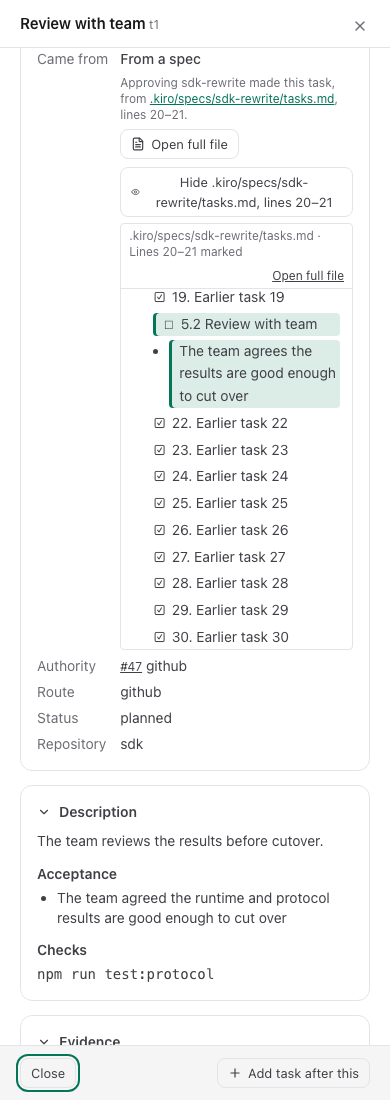 Review with team t1
Came from From a spec
Approving sdk-rewrite made this task,
from .kiro/specs/sdk-rewrite/tasks.md,
lines 20–21.
Open full file
Hide .kiro/specs/sdk-
rewrite/tasks.md, lines 20–21
.kiro/specs/sdk-rewrite/tasks.md ·
Lines 20–21 marked
Open full file
19. Earlier task 19
5.2 Review with team
The team agrees the
results are good enough
to cut over
22. Earlier task 22
23. Earlier task 23
24. Earlier task 24
25. Earlier task 25
26. Earlier task 26
27. Earlier task 27
28. Earlier task 28
29. Earlier task 29
30. Earlier task 30
Authority #47 github
Route github
Status planned
Repository sdk
Description
The team reviews the results before cutover.
Acceptance
The team agreed the runtime and protocol
results are good enough to cut over
Checks
npm run test:protocol
Evidence
Close
Add task after this